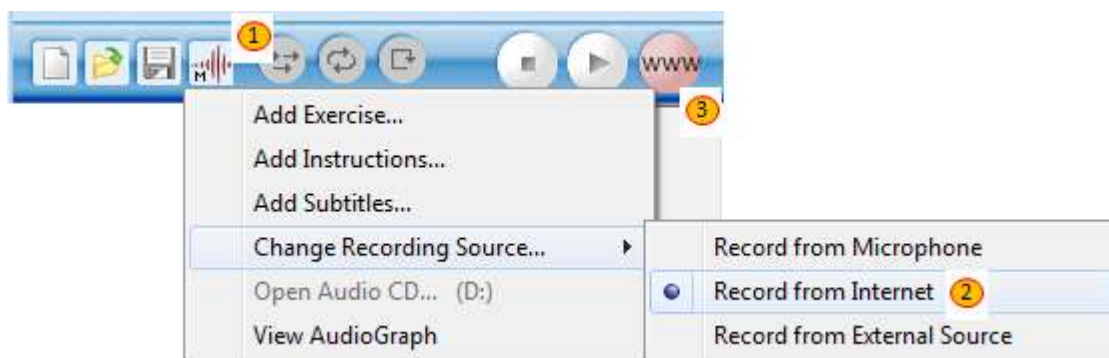 M 1 www
3
Add Exercise...
Add Instructions...
Add Subtitles...
Change Recording Source...
Record from Microphone
Open Audio CD... (D:)
Record from Internet 2
View AudioGraph
Record from External Source